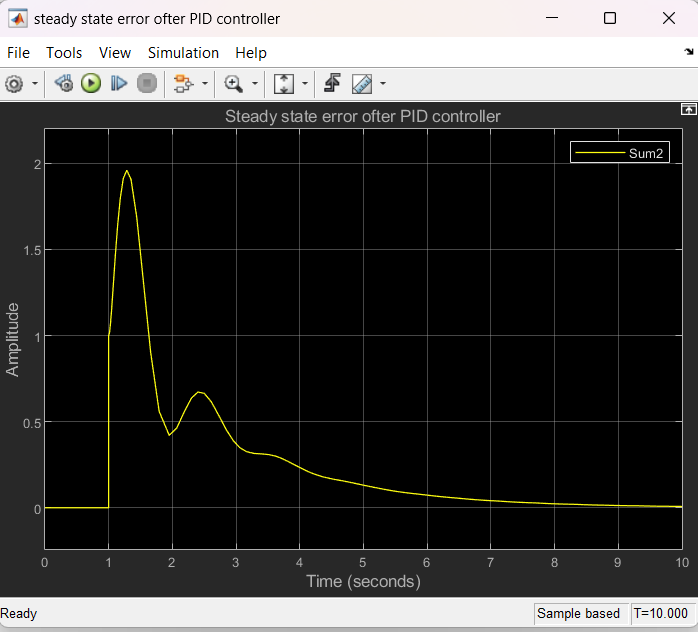 steady state error ofter PID controller
File Tools View Simulation Help
Steady state error ofter PID controller
Sum2
2
1.5
1
0.5
0
Amplitude
0 1 2 3 4 5 6 7 8 9 10
Time (seconds)
Ready
Sample based
T=10.000